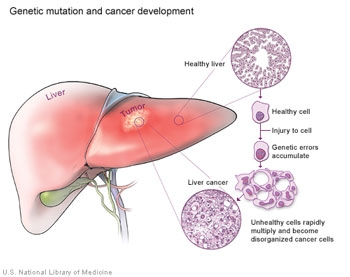 Genetic mutation and cancer development
Healthy liver
Liver
Tumor
Healthy cell
Injury to cell
Genetic errors
accumulate
Liver cancer
Unhealthy cells rapidly
multiply and become
disorganized cancer cells
U.S. National Library of Medicine